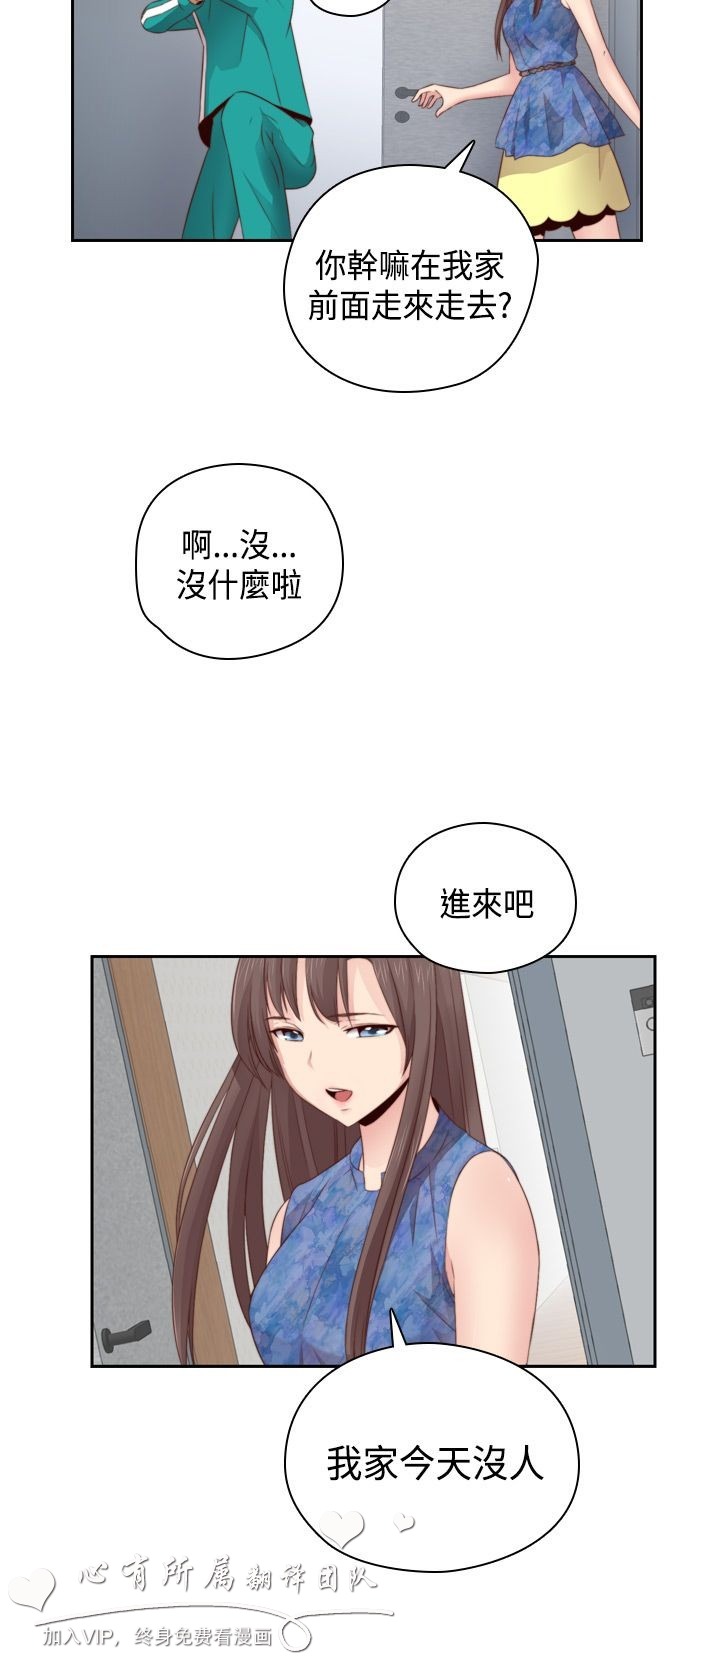 你幹嘛在我家
前面走來走去?
啊...沒...
沒什麼啦
進來吧
我家今天沒人
心有所属翻译团队
加入VIP，终身免费看漫画